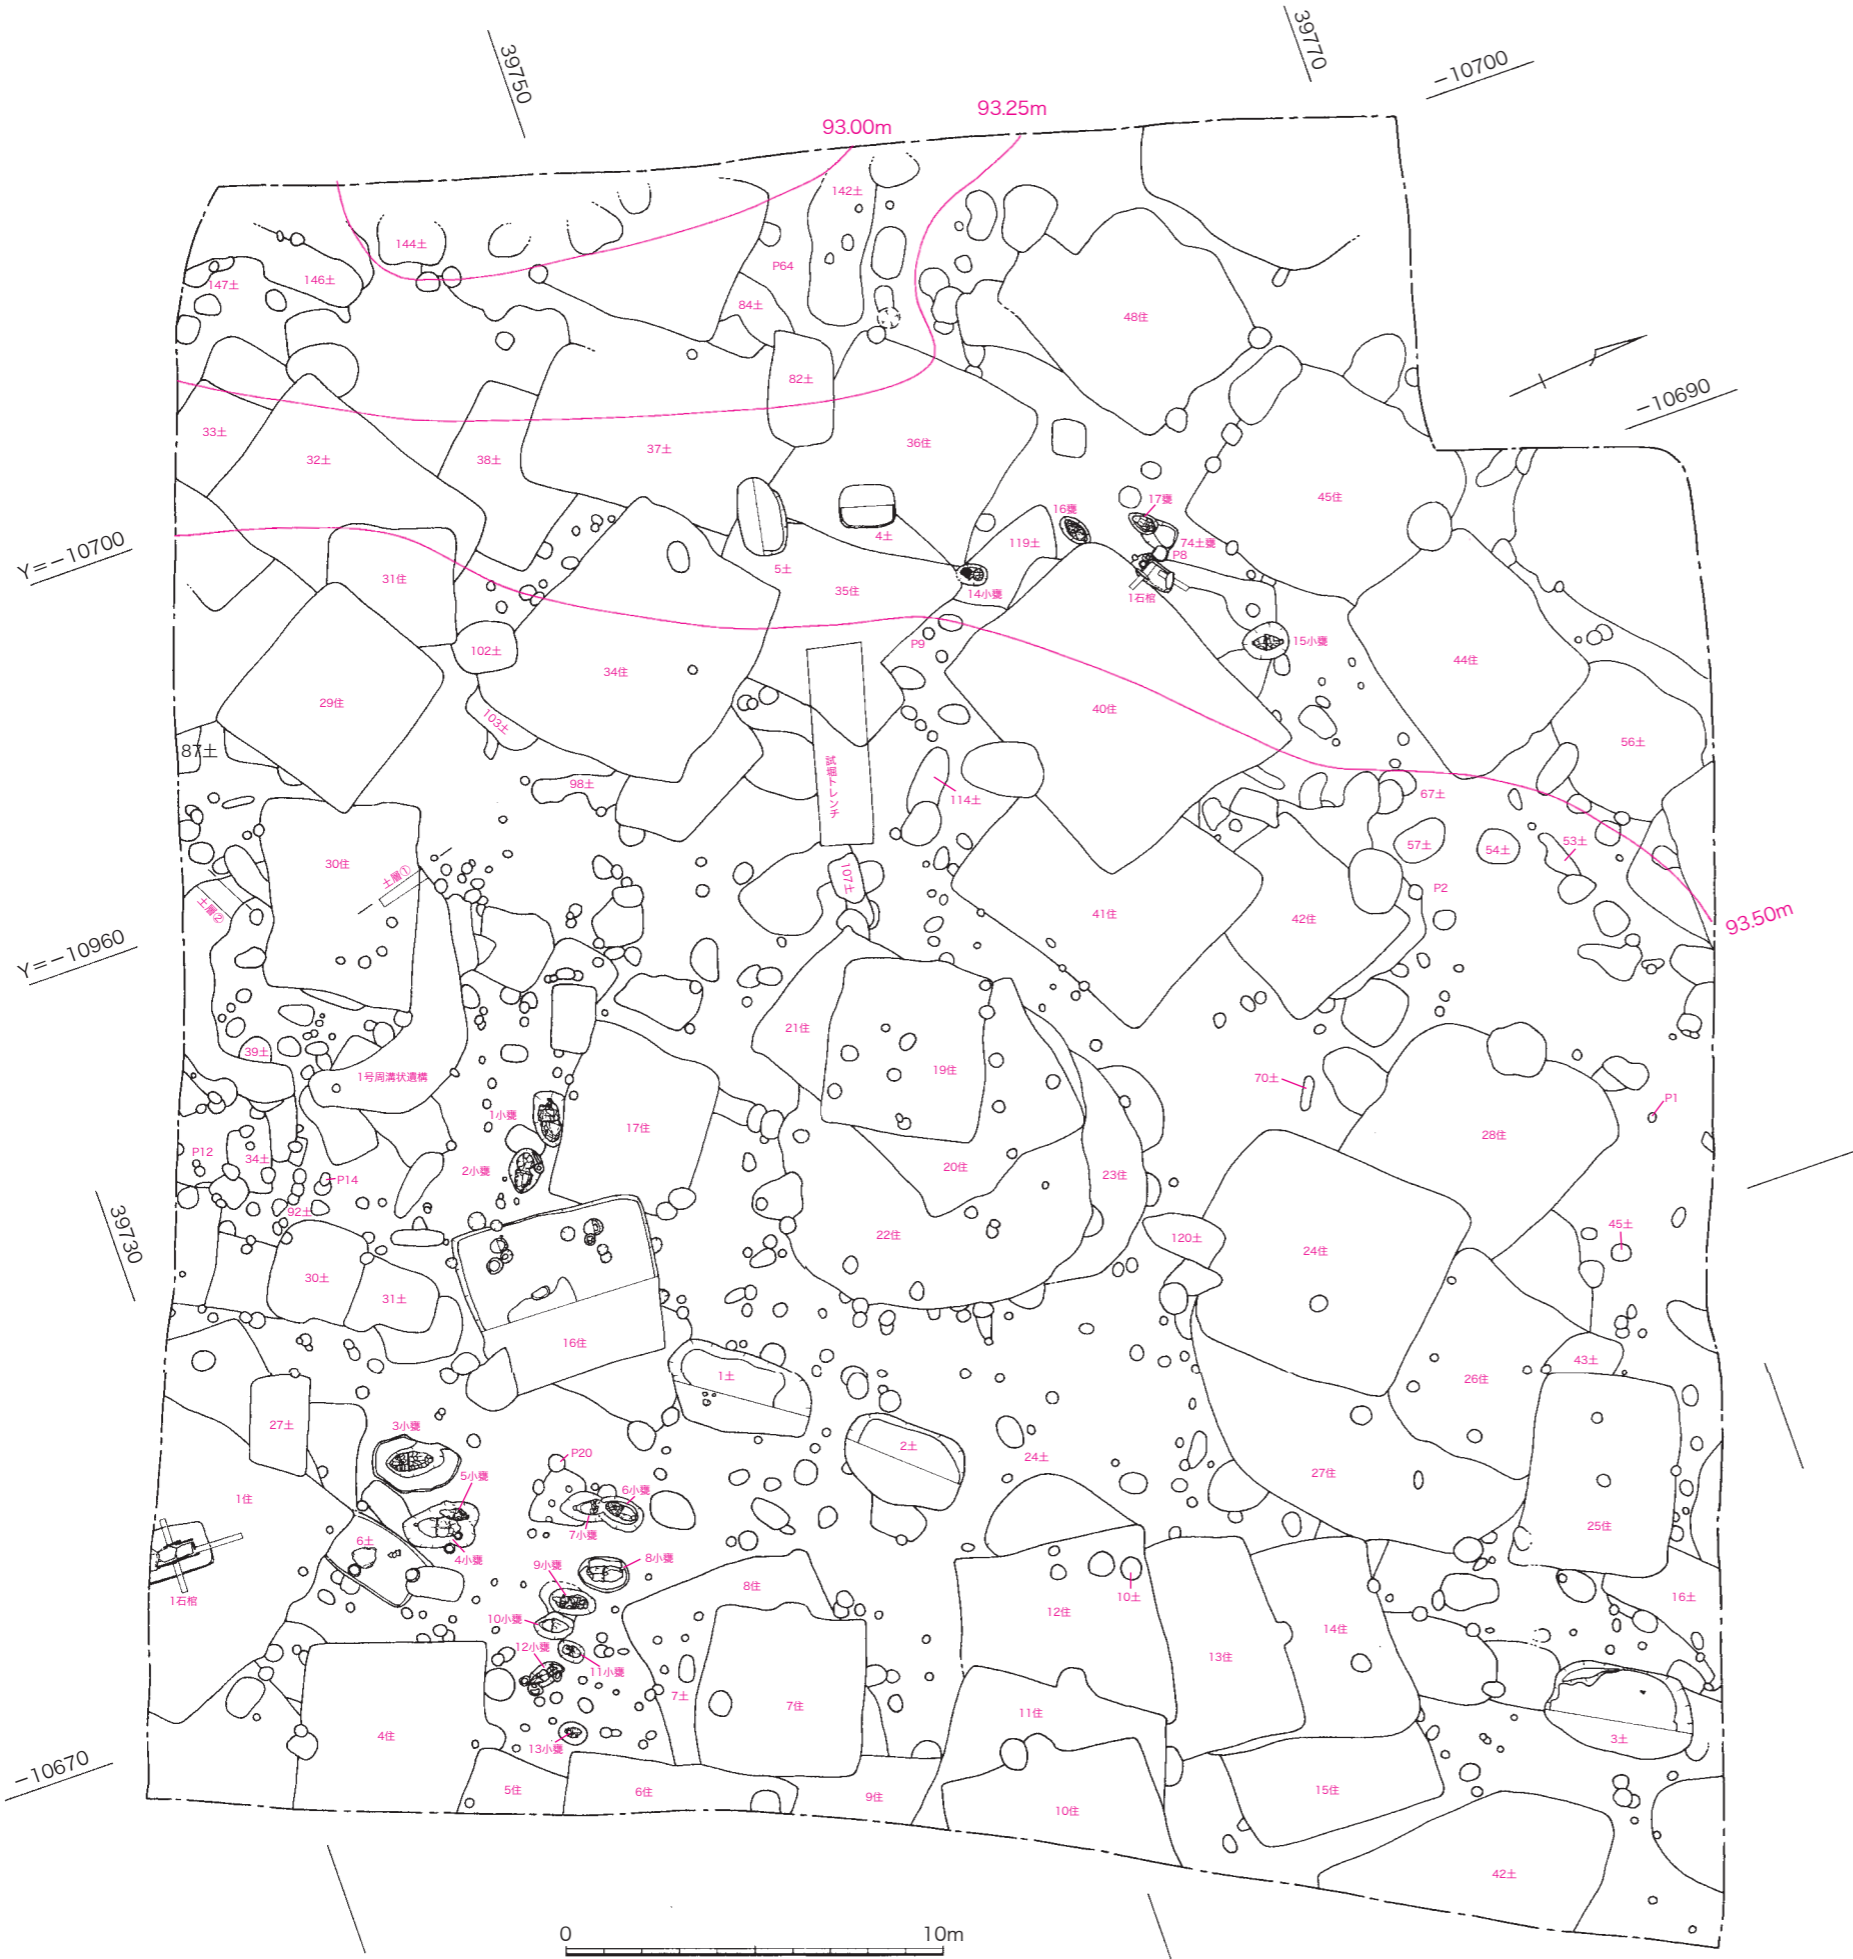 39750
39770
−10700
93.00m
93.25m
142土
144土
P64
146土
147土
84土
48住
82土
−10690
33土
32土
38土
37土
36住
45住
17甕
16甕
4土
119土
74土甕
P8
Y=−10700
31住
5土
35住
14小甕
1石棺
P9
15小甕
102土
34住
44住
29住
103土
40住
87土
試掘トレンチ
56土
98土
114土
67土
57土
54土
53土
30住
土層①
107土
P2
土層②
41住
42住
93.50m
Y=−10960
21住
39土
19住
1号周溝状遺構
70土
P1
1小甕
17住
28住
P12
34土
2小甕
20住
23住
P14
92土
39730
22住
120土
24住
45土
30土
31土
16住
43土
1土
26住
27土
3小甕
2土
P20
24土
5小甕
27住
1住
6小甕
7小甕
25住
6土
4小甕
9小甕
8小甕
8住
1石棺
10土
16土
10小甕
12住
14住
12小甕
11小甕
13住
7土
7住
11住
4住
13小甕
3土
−10670
5住
6住
9住
10住
15住
42土
0
10m